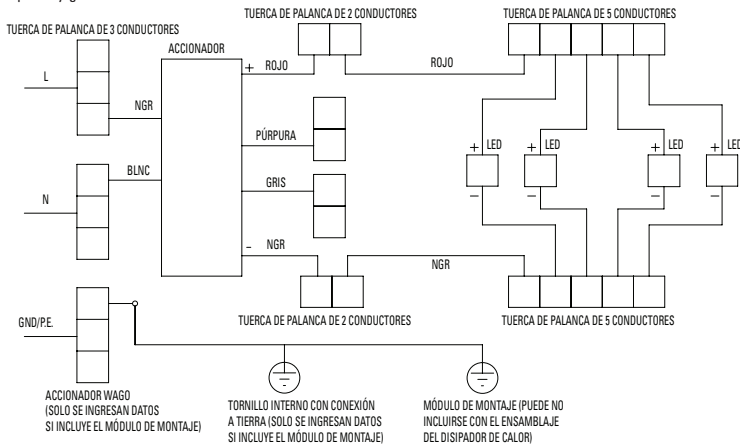 TUERCA DE PALANCA DE 2 CONDUCTORES
TUERCA DE PALANCA DE 5 CONDUCTORES
TUERCA DE PALANCA DE 3 CONDUCTORES
ACCIONADOR
L
NGR
+ ROJO
ROJO
PÚRPURA
BLNC
GRIS
N
- NGR
NGR
+ LED
-
+ LED
-
+ LED
-
+ LED
-
TUERCA DE PALANCA DE 2 CONDUCTORES
TUERCA DE PALANCA DE 5 CONDUCTORES
GND/P.E.
ACCIONADOR WAGO
(SOLO SE INGRESAN DATOS
SI INCLUYE EL MÓDULO DE MONTAJE)
TORNILLO INTERNO CON CONEXIÓN
A TIERRA (SOLO SE INGRESAN DATOS
SI INCLUYE EL MÓDULO DE MONTAJE)
MÓDULO DE MONTAJE (PUEDE NO
INCLUIRSE CON EL ENSAMBLAJE
DEL DISIPADOR DE CALOR)